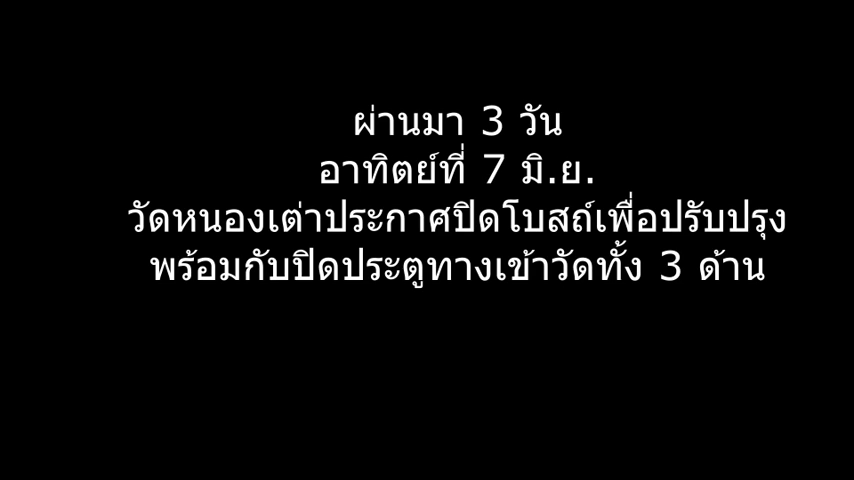 ผ่านมา 3 วัน
อาทิตย์ที่ 7 มิ.ย.
วัดหนองเต่าประกาศปิดโบสถ์เพื่อปรับปรุง
พร้อมกับปิดประตูทางเข้าวัดทั้ง 3 ด้าน